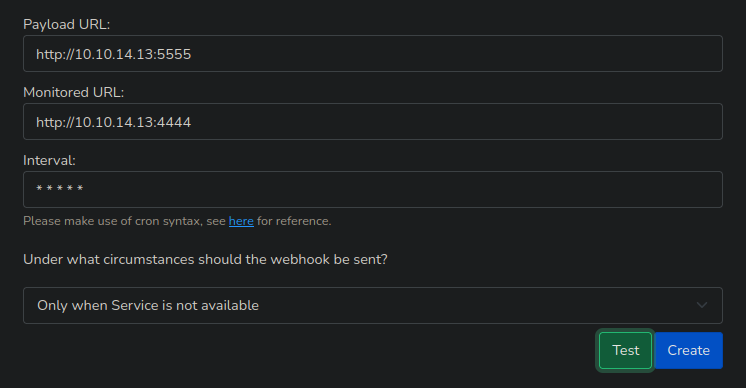 Payload URL:
http://10.10.14.13:5555
Monitored URL:
http://10.10.14.13:4444
Interval:
* * * * *
Please make use of cron syntax, see here for reference.
Under what circumstances should the webhook be sent?
Only when Service is not available
Test Create